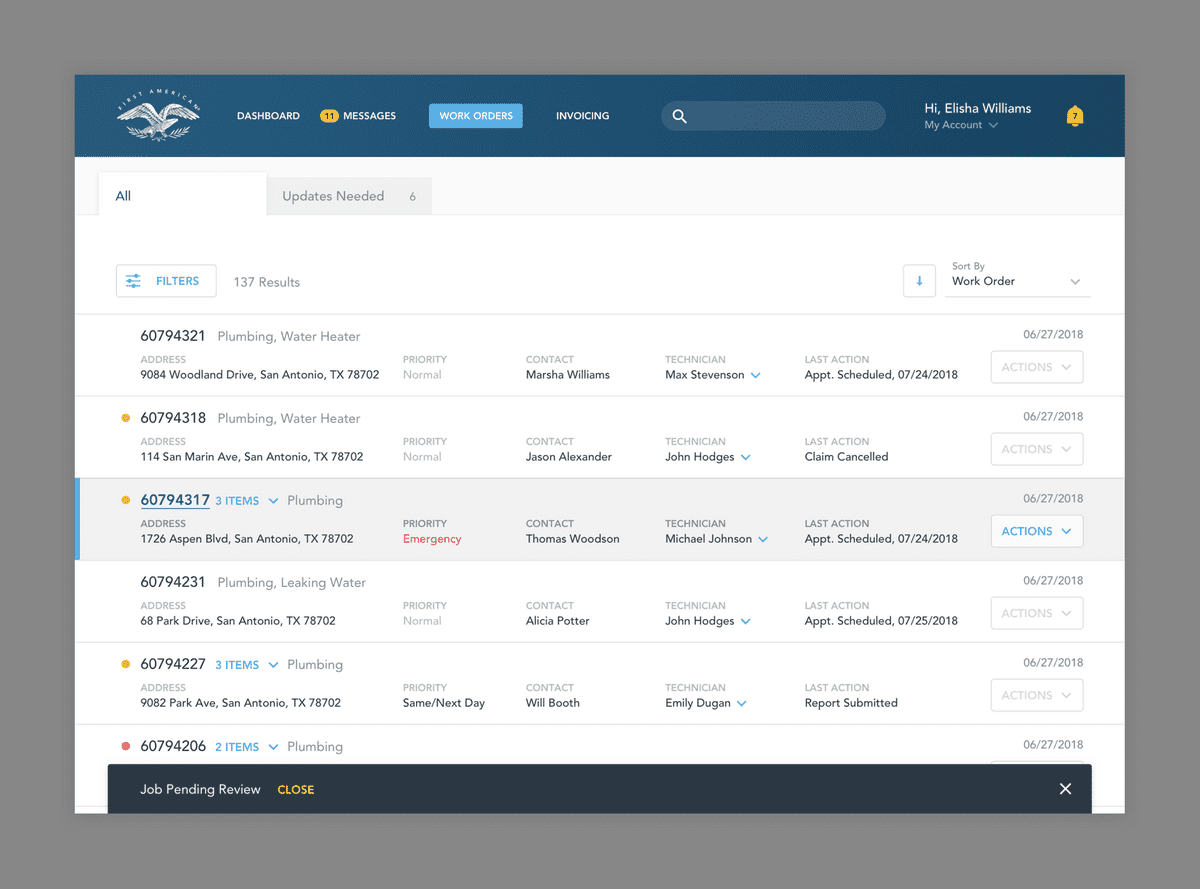 FIRST AMERICAN
DASHBOARD 11 MESSAGES WORK ORDERS INVOICING
Hi, Elisha Williams
My Account
7
All
Updates Needed 6
FILTERS
137 Results
Sort By
Work Order
60794321 Plumbing, Water Heater 06/27/2018
ADDRESS PRIORITY CONTACT TECHNICIAN LAST ACTION
9084 Woodland Drive, San Antonio, TX 78702 Normal Marsha Williams Max Stevenson Appt. Scheduled, 07/24/2018
ACTIONS
60794318 Plumbing, Water Heater 06/27/2018
ADDRESS PRIORITY CONTACT TECHNICIAN LAST ACTION
114 San Marin Ave, San Antonio, TX 78702 Normal Jason Alexander John Hodges Claim Cancelled
ACTIONS
60794317 3 ITEMS Plumbing 06/27/2018
ADDRESS PRIORITY CONTACT TECHNICIAN LAST ACTION
1726 Aspen Blvd, San Antonio, TX 78702 Emergency Thomas Woodson Michael Johnson Appt. Scheduled, 07/24/2018
ACTIONS
60794231 Plumbing, Leaking Water 06/27/2018
ADDRESS PRIORITY CONTACT TECHNICIAN LAST ACTION
68 Park Drive, San Antonio, TX 78702 Normal Alicia Potter John Hodges Appt. Scheduled, 07/25/2018
ACTIONS
60794227 3 ITEMS Plumbing 06/27/2018
ADDRESS PRIORITY CONTACT TECHNICIAN LAST ACTION
9082 Park Ave, San Antonio, TX 78702 Same/Next Day Will Booth Emily Dugan Report Submitted
ACTIONS
60794206 2 ITEMS Plumbing 06/27/2018
Job Pending Review CLOSE